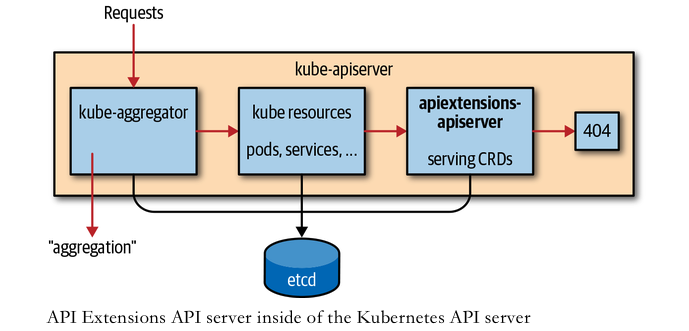 Requests
kube-apiserver
kube-aggregator
kube resources
pods, services, ...
apiextensions-
apiserver
serving CRDs
404
"aggregation"
etcd
API Extensions API server inside of the Kubernetes API server